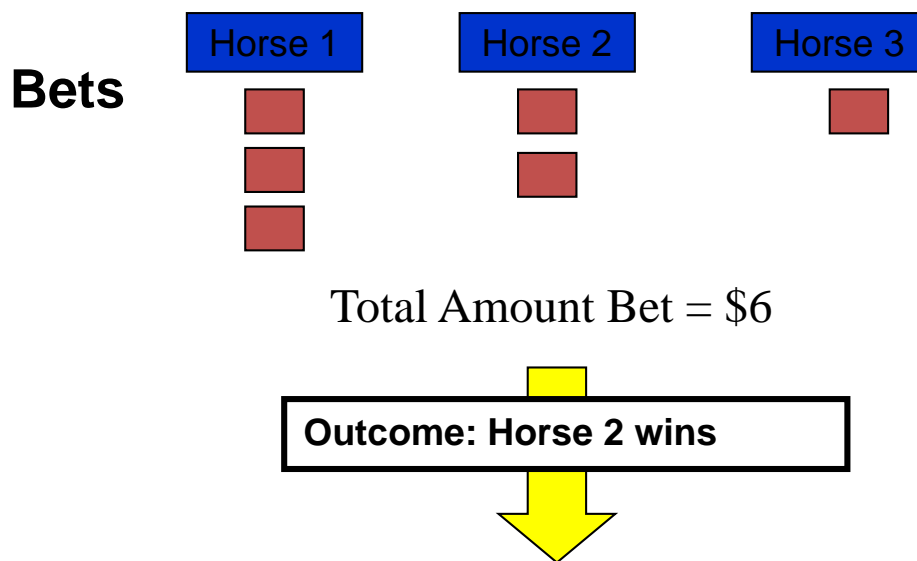 Horse 1 Horse 2 Horse 3
Bets
Total Amount Bet = $6
Outcome: Horse 2 wins